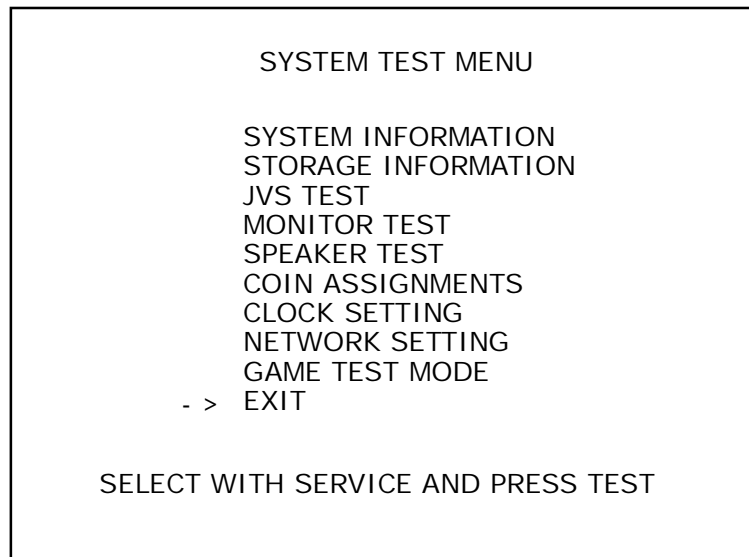 SYSTEM TEST MENU
SYSTEM INFORMATION
STORAGE INFORMATION
JVS TEST
MONITOR TEST
SPEAKER TEST
COIN ASSIGNMENTS
CLOCK SETTING
NETWORK SETTING
GAME TEST MODE
- > EXIT
SELECT WITH SERVICE AND PRESS TEST